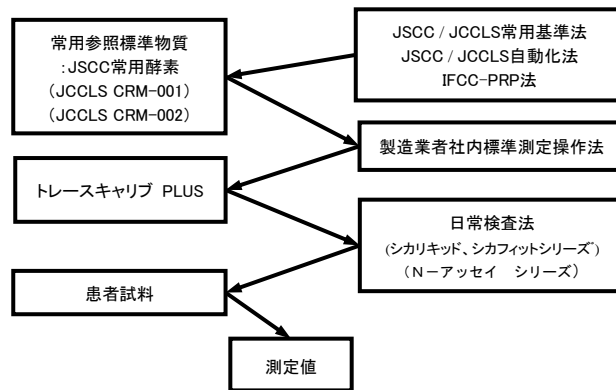 常用参照標準物質
:JSCC常用酵素
(JCCLS CRM-001)
(JCCLS CRM-002)
JSCC / JCCLS常用基準法
JSCC / JCCLS自動化法
IFCC-PRP法
製造業者社内標準測定操作法
トレースキャリブ PLUS
日常検査法
(シカリキッド、シカフィットシリーズ)
(N-アッセイ シリーズ)
患者試料
測定値